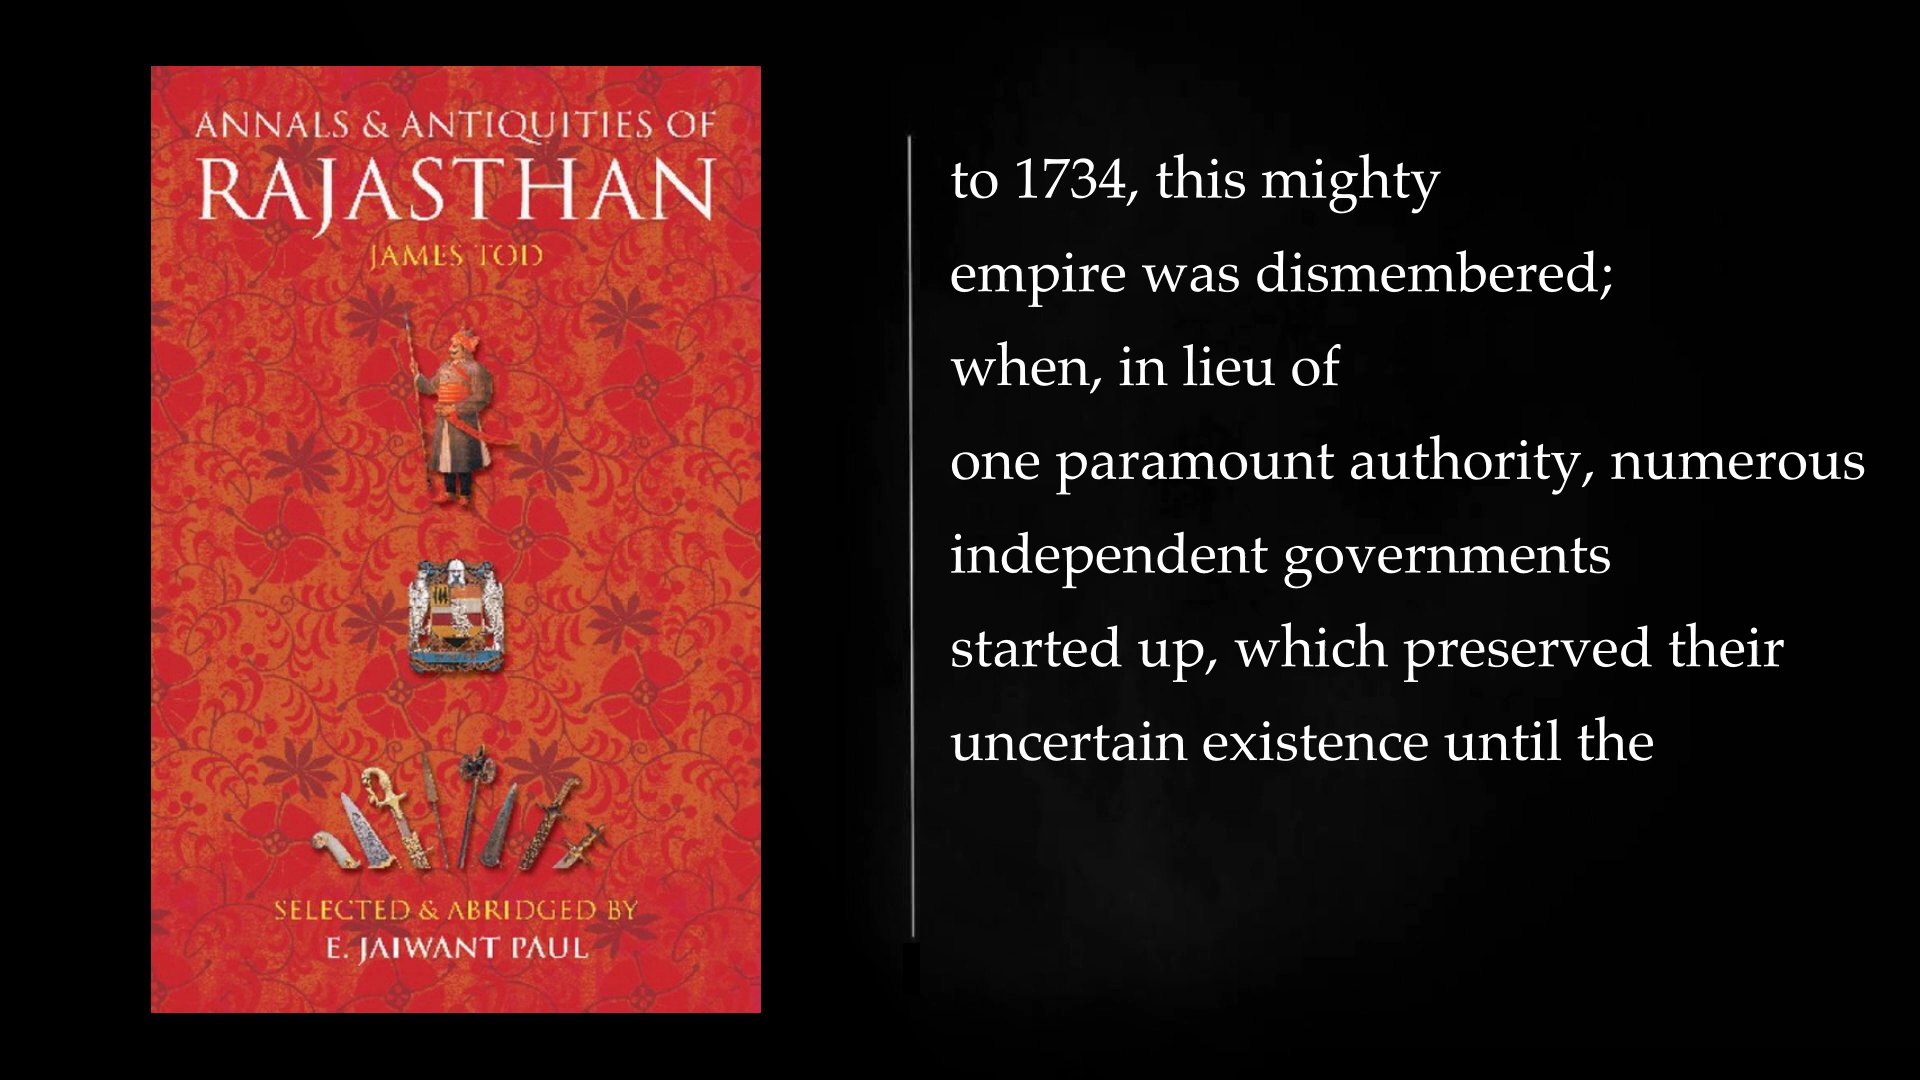 ANNALS & ANTIQUITIES OF
RAJASTHAN
JAMES TOD
SELECTED & ABRIDGED BY
E. JAIWANT PAUL
to 1734, this mighty
empire was dismembered;
when, in lieu of
one paramount authority, numerous
independent governments
started up, which preserved their
uncertain existence until the